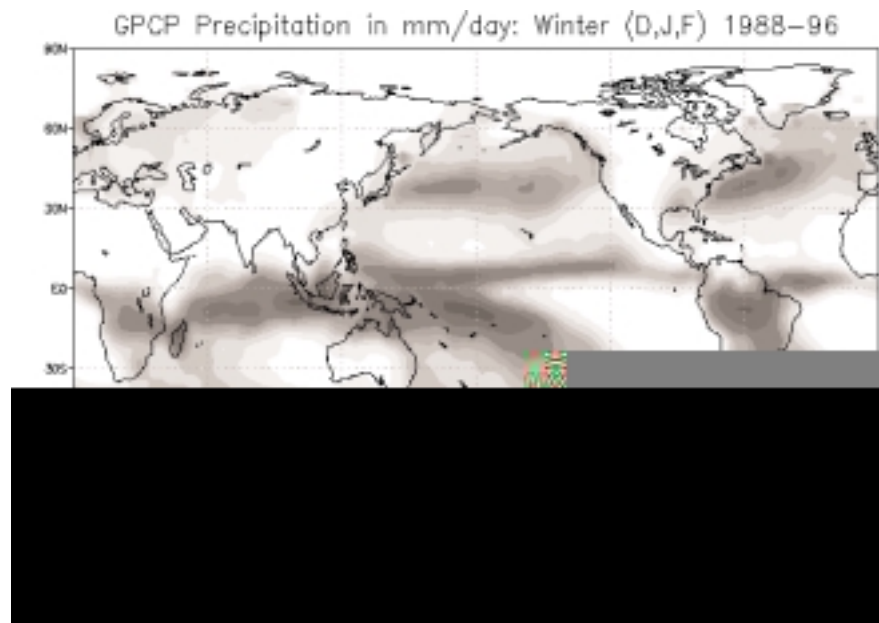 GPCP Precipitation in mm/day: Winter (D,J,F) 1988-96
90N
60N
30N
EQ
30S